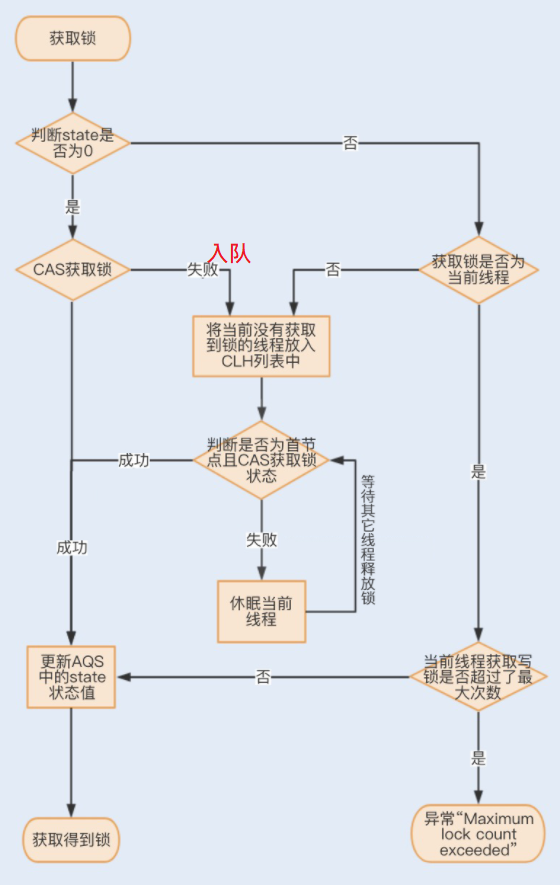 获取锁
判断state是
否为0
否
是
CAS获取锁
入队
失败
否
获取锁是否为
当前线程
将当前没有获取
到锁的线程放入
CLH列表中
判断是否为首节
点且CAS获取锁
状态
成功
等待其它线程释放锁
是
失败
成功
休眠当前
线程
更新AQS
中的state
状态值
否
当前线程获取写
锁是否超过了最
大次数
是
获取得到锁
异常“Maximum
lock count
exceeded”